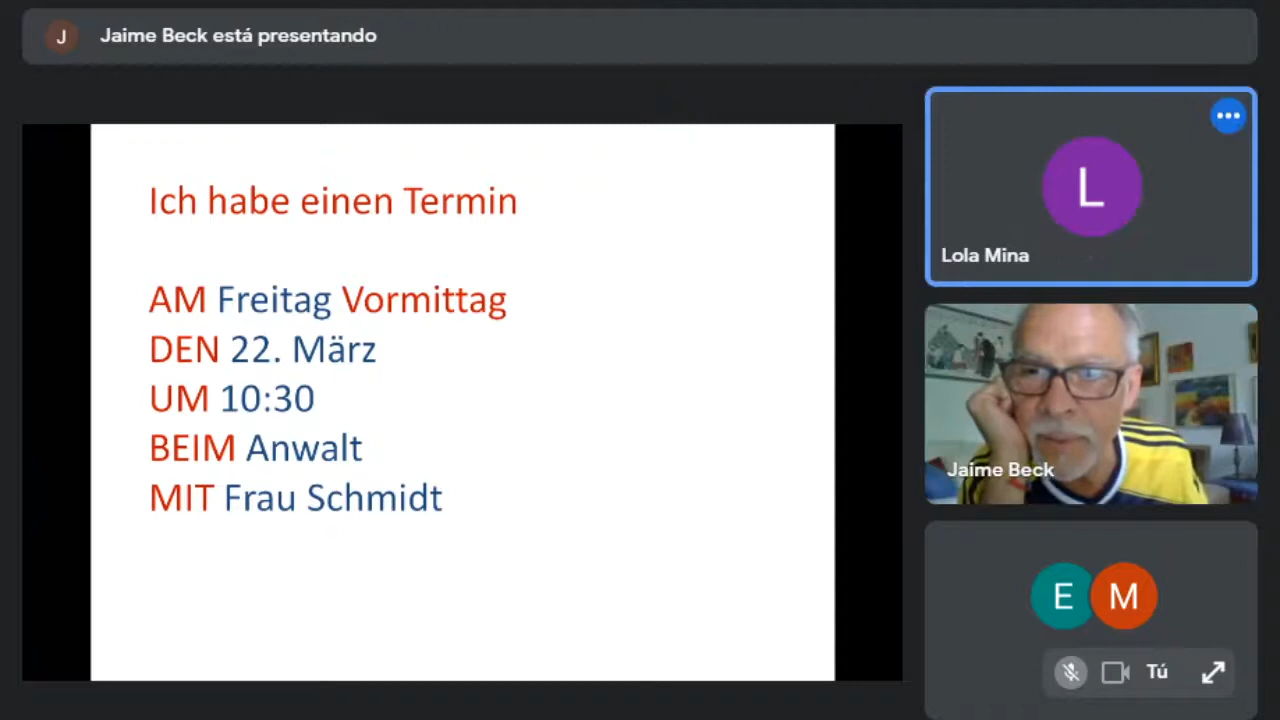 J
Jaime Beck está presentando
Ich habe einen Termin
AM Freitag Vormittag
DEN 22. März
UM 10:30
BEIM Anwalt
MIT Frau Schmidt
L
Lola Mina
Jaime Beck
E M
Tú